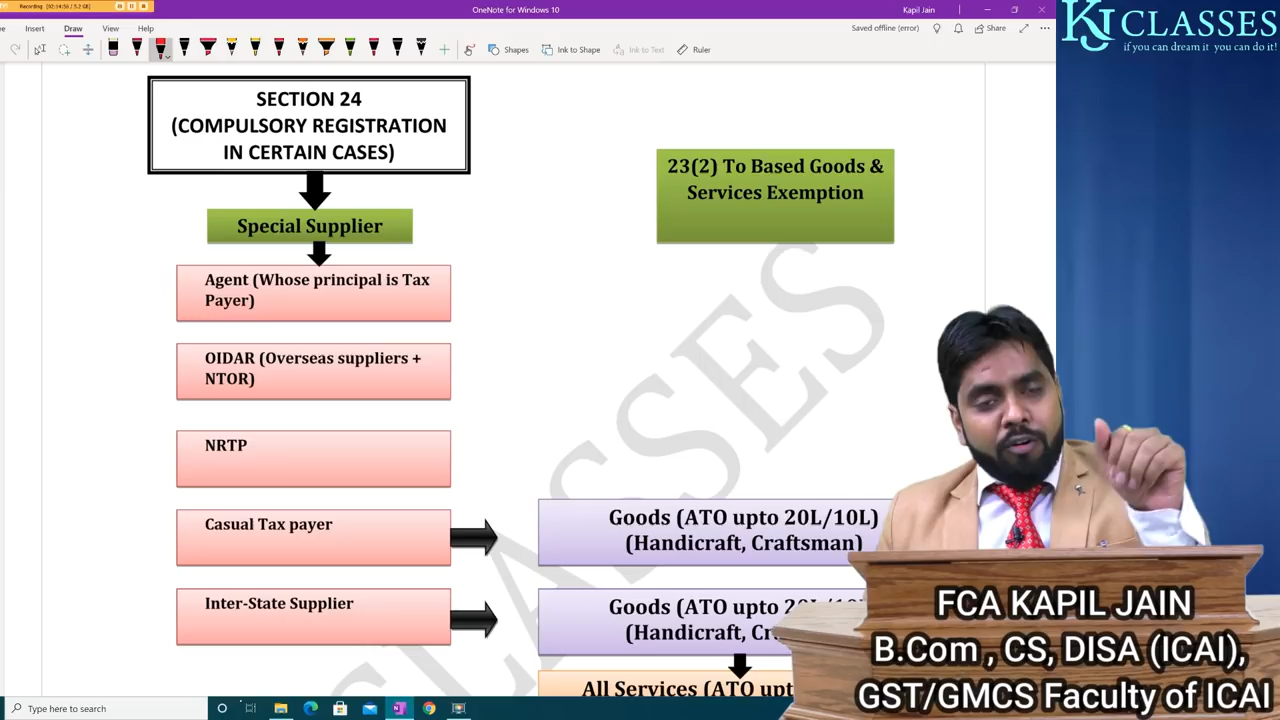 Recording
OneNote for Windows 10
Kapil Jain
Insert
Draw
View
Help
Saved offline (error)
Share
Shapes
Ink to Shape
Ink to Text
Ruler
KJ CLASSES
if you can dream it you can do it!
SECTION 24
(COMPULSORY REGISTRATION
IN CERTAIN CASES)
23(2) To Based Goods &
Services Exemption
Special Supplier
Agent (Whose principal is Tax
Payer)
OIDAR (Overseas suppliers +
NTOR)
NRTP
Casual Tax payer
Goods (ATO upto 20L/10L)
(Handicraft, Craftsman)
Inter-State Supplier
Goods (ATO upto
(Handicraft,
All Services (ATO
CLASSES
FCA KAPIL JAIN
B.Com , CS, DISA (ICAI),
GST/GMCS Faculty of ICAI
Type here to search